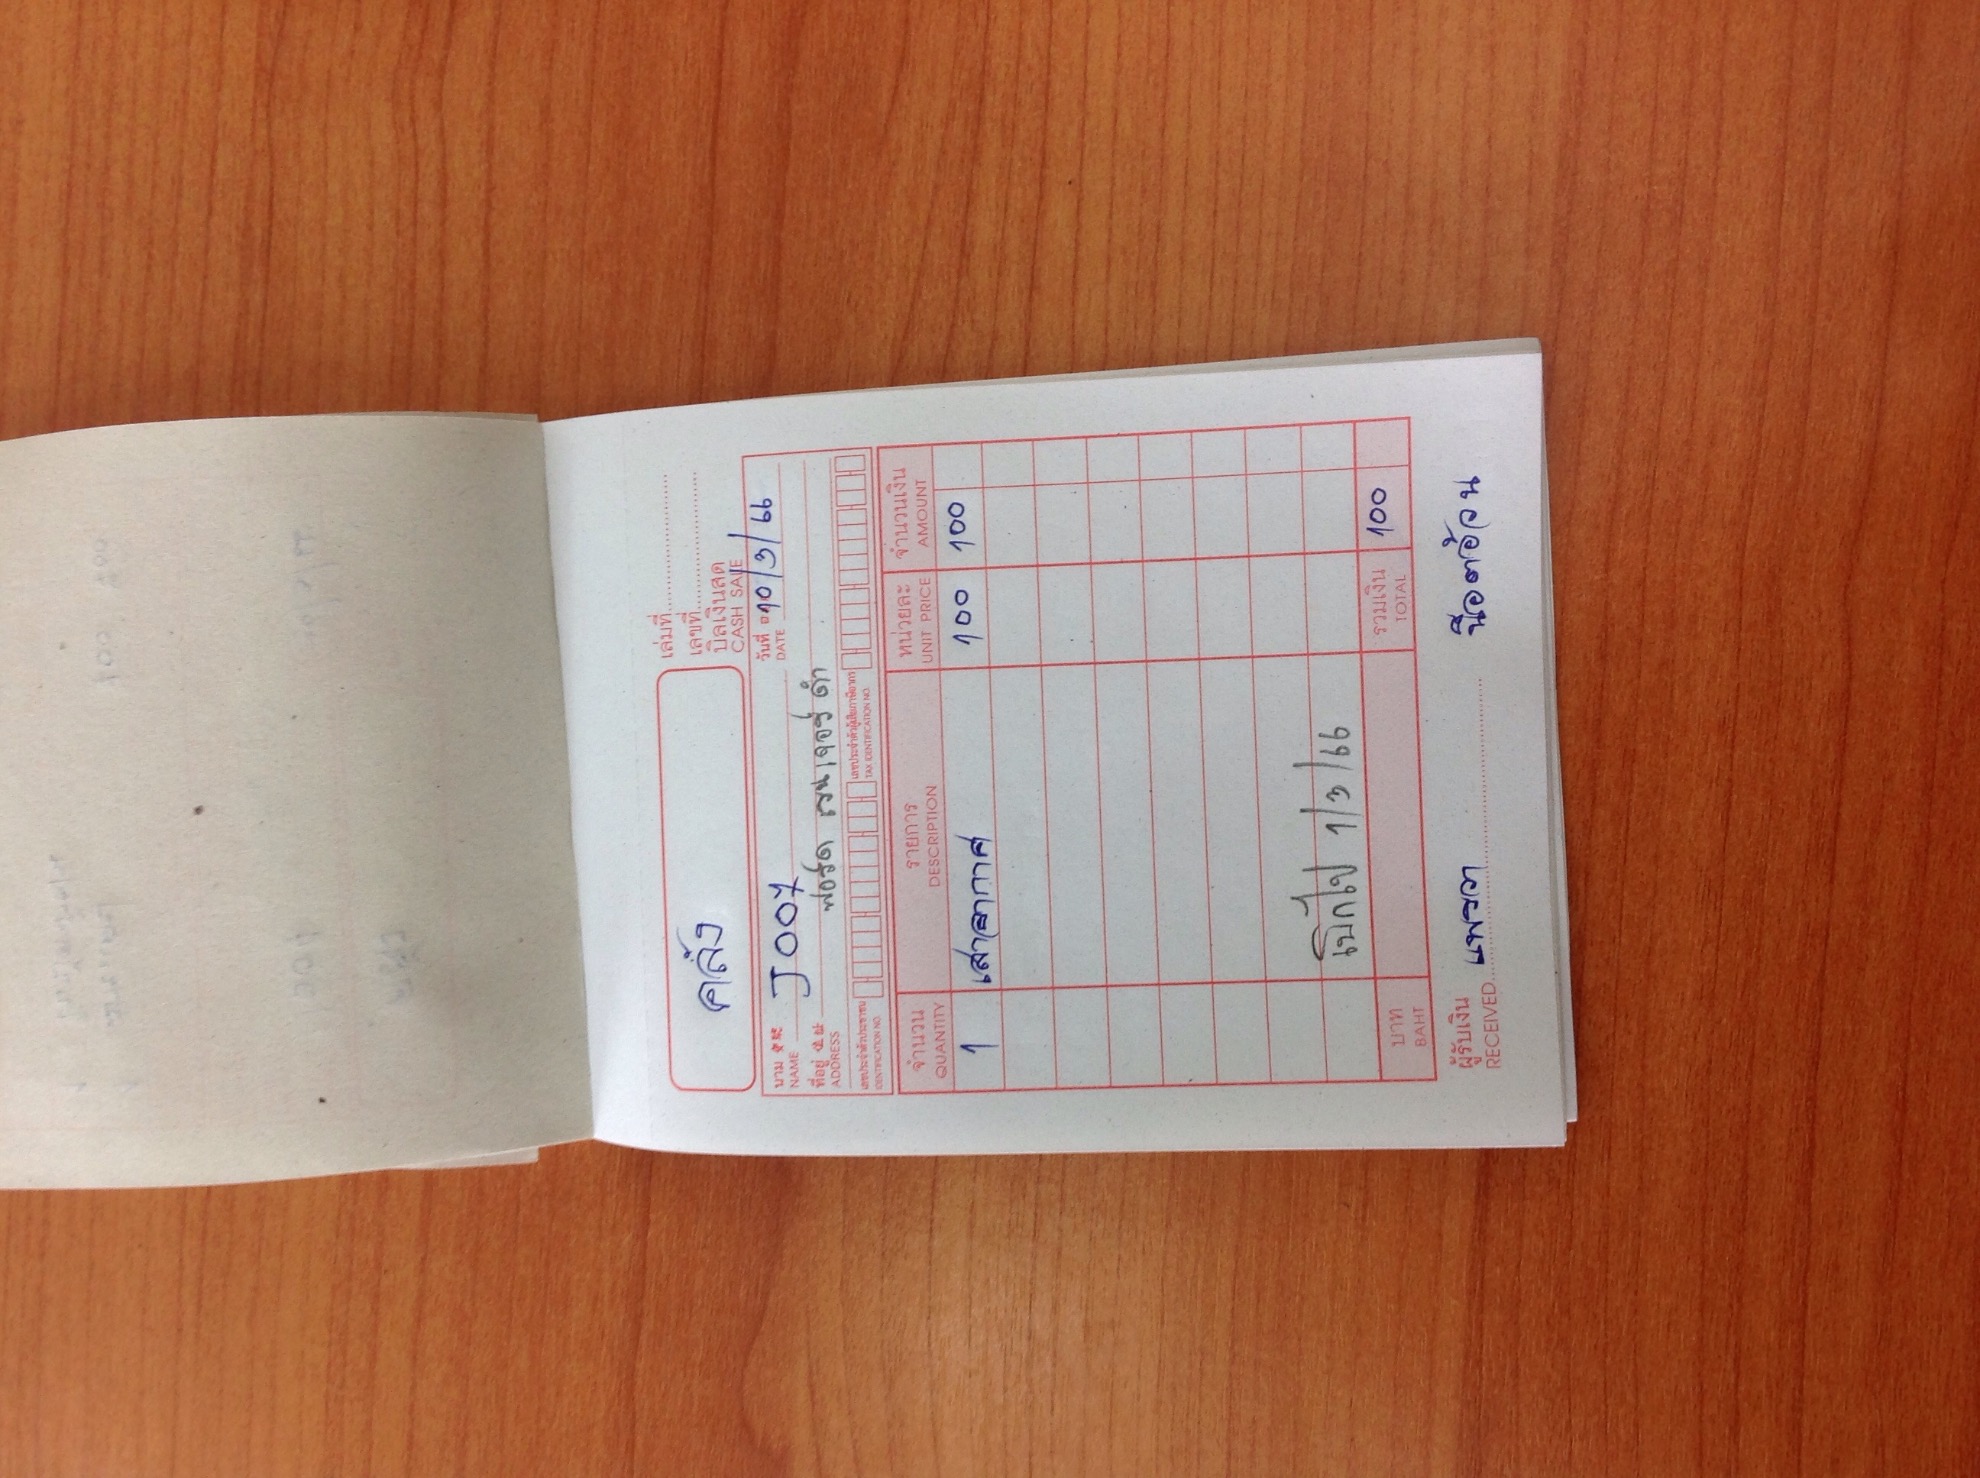 เล่มที่
เลขที่
คลัง
บิลเงินสด
CASH SALE
นาม
NAME
J007
วันที่
DATE
10/3/66
ที่อยู่
ADDRESS
ฟอร์ด เรนเจอร์ ดำ
เลขประจำตัวประชาชน
IDENTIFICATION NO.
เลขประจำตัวผู้เสียภาษีอากร
TAX IDENTIFICATION NO.
จำนวน รายการ หน่วยละ จำนวนเงิน
QUANTITY DESCRIPTION UNIT PRICE AMOUNT
1 เสาอากาศ 100 100
เบิกไป 1/3/66
บาท รวมเงิน 100
BAHT TOTAL
ผู้รับเงิน แพรวา
RECEIVED